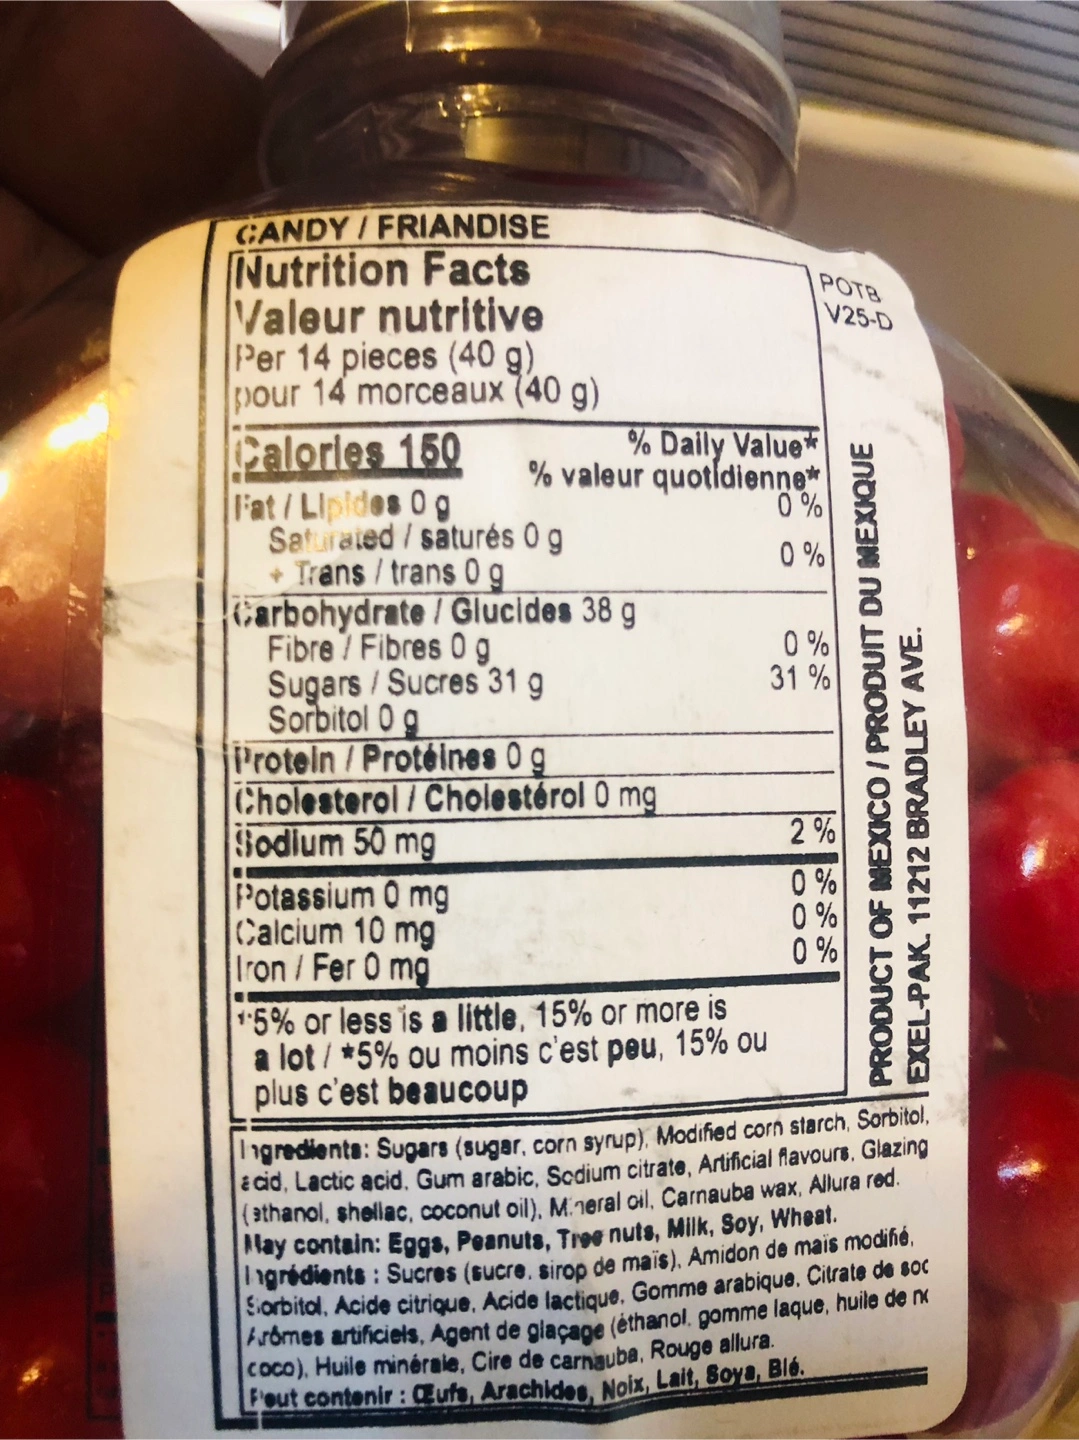 CANDY / FRIANDISE
Nutrition Facts
Valeur nutritive
Per 14 pieces (40 g)
pour 14 morceaux (40 g)
Calories 150
% Daily Value*
% valeur quotidienne*
Fat / Lipides 0 g 0 %
Saturated / saturés 0 g
+ Trans / trans 0 g 0 %
Carbohydrate / Glucides 38 g
Fibre / Fibres 0 g 0 %
Sugars / Sucres 31 g 31 %
Sorbitol 0 g
Protein / Protéines 0 g
Cholesterol / Cholestérol 0 mg
Sodium 50 mg 2 %
Potassium 0 mg 0 %
Calcium 10 mg 0 %
Iron / Fer 0 mg 0 %
*5% or less is a little, 15% or more is
a lot / *5% ou moins c'est peu, 15% ou
plus c'est beaucoup
POTB
V25-D
PRODUCT OF MEXICO / PRODUIT DU MEXIQUE
EXEL-PAK. 11212 BRADLEY AVE.
Ingredients: Sugars (sugar, corn syrup), Modified corn starch, Sorbitol,
acid, Lactic acid, Gum arabic, Sodium citrate, Artificial flavours, Glazing
(ethanol, shellac, coconut oil), Mineral oil, Carnauba wax, Allura red.
May contain: Eggs, Peanuts, Tree nuts, Milk, Soy, Wheat.
Ingrédients : Sucres (sucre, sirop de maïs), Amidon de maïs modifié,
Sorbitol, Acide citrique, Acide lactique, Gomme arabique, Citrate de
Arômes artificiels, Agent de glaçage (éthanol, gomme laque, huile de
coco), Huile minérale, Cire de carnauba, Rouge allura.
Peut contenir : Œufs, Arachides, Noix, Lait, Soya, Blé.